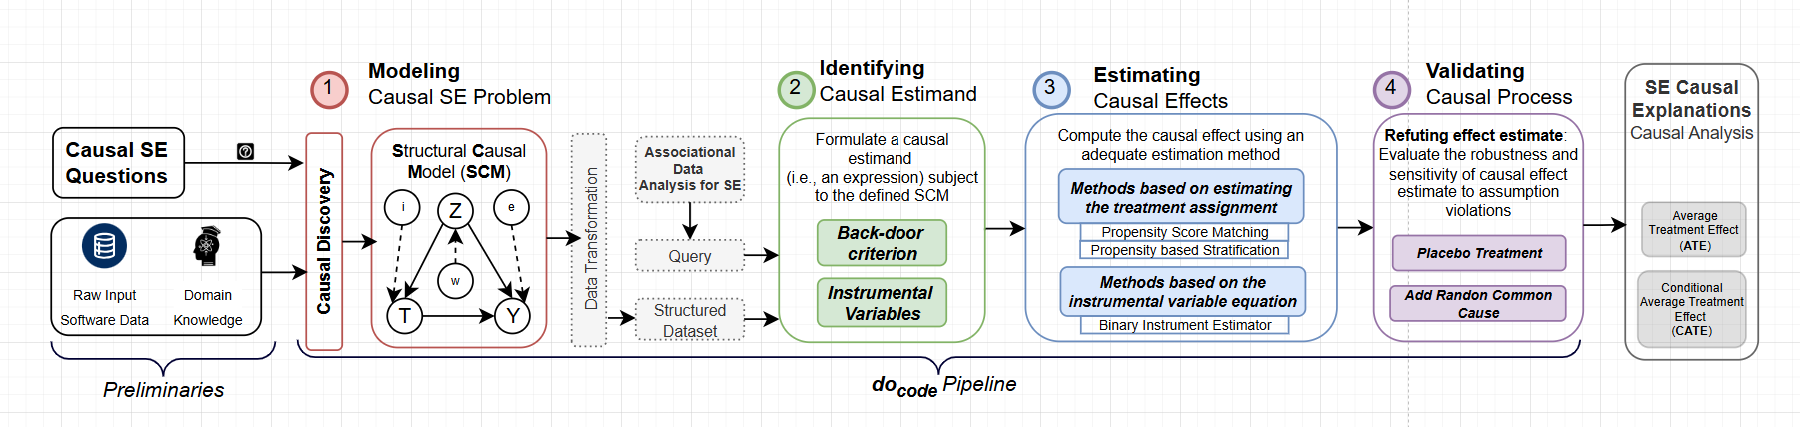 1
Modeling
Causal SE Problem
2
Identifying
Causal Estimand
3
Estimating
Causal Effects
4
Validating
Causal Process
SE Causal
Explanations
Causal Analysis
Causal SE
Questions
?
Raw Input
Software Data
Domain
Knowledge
Preliminaries
Causal Discovery
Structural Causal
Model (SCM)
i
Z
e
w
T
Y
Data Transformation
Associational
Data
Analysis for SE
Query
Structured
Dataset
Formulate a causal
estimand
(i.e., an expression) subject
to the defined SCM
Back-door
criterion
Instrumental
Variables
Compute the causal effect using an
adequate estimation method
Methods based on estimating
the treatment assignment
Propensity Score Matching
Propensity based Stratification
Methods based on the
instrumental variable equation
Binary Instrument Estimator
Refuting effect estimate:
Evaluate the robustness and
sensitivity of causal effect
estimate to assumption
violations
Placebo Treatment
Add Randon Common
Cause
Average
Treatment Effect
(ATE)
Conditional
Average Treatment
Effect
(CATE)
docode Pipeline